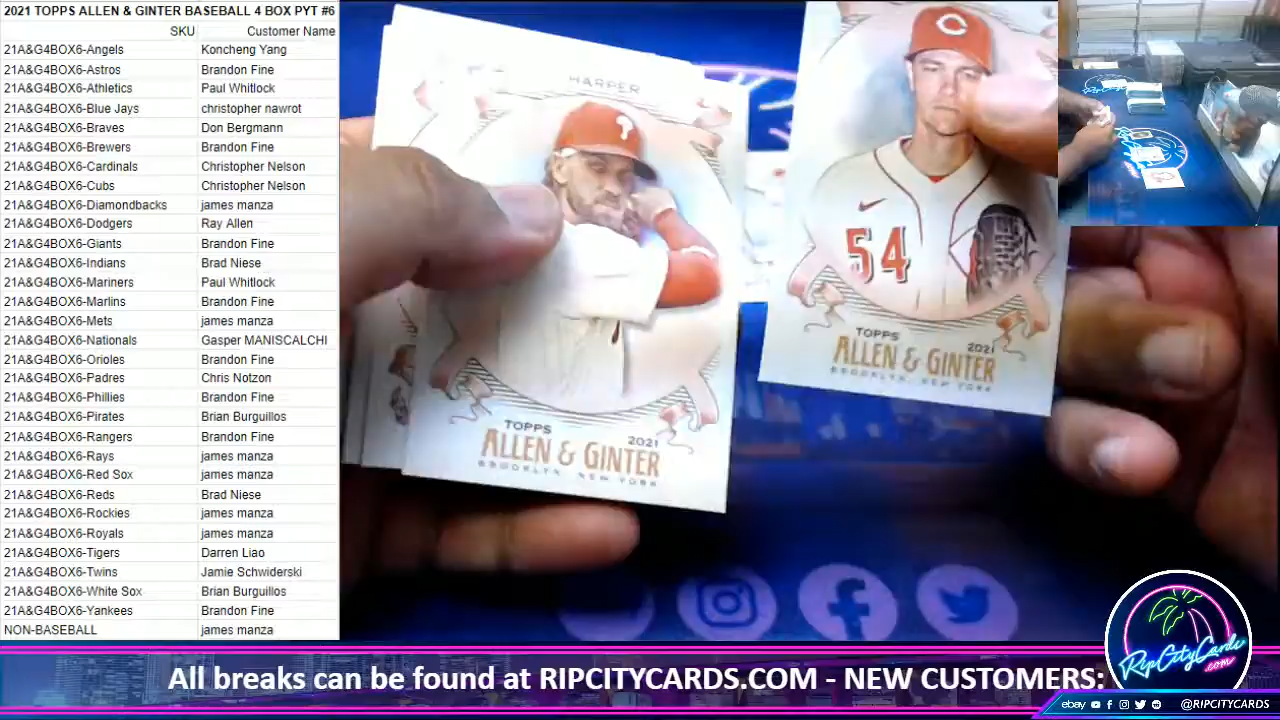 2021 TOPPS ALLEN & GINTER BASEBALL 4 BOX PYT #6
SKU Customer Name
21A&G4BOX6-Angels Koncheng Yang
21A&G4BOX6-Astros Brandon Fine
21A&G4BOX6-Athletics Paul Whitlock
21A&G4BOX6-Blue Jays christopher nawrot
21A&G4BOX6-Braves Don Bergmann
21A&G4BOX6-Brewers Brandon Fine
21A&G4BOX6-Cardinals Christopher Nelson
21A&G4BOX6-Cubs Christopher Nelson
21A&G4BOX6-Diamondbacks james manza
21A&G4BOX6-Dodgers Ray Allen
21A&G4BOX6-Giants Brandon Fine
21A&G4BOX6-Indians Brad Niese
21A&G4BOX6-Mariners Paul Whitlock
21A&G4BOX6-Marlins Brandon Fine
21A&G4BOX6-Mets james manza
21A&G4BOX6-Nationals Gasper MANISCALCHI
21A&G4BOX6-Orioles Brandon Fine
21A&G4BOX6-Padres Chris Notzon
21A&G4BOX6-Phillies Brandon Fine
21A&G4BOX6-Pirates Brian Burguillos
21A&G4BOX6-Rangers Brandon Fine
21A&G4BOX6-Rays james manza
21A&G4BOX6-Red Sox james manza
21A&G4BOX6-Reds Brad Niese
21A&G4BOX6-Rockies james manza
21A&G4BOX6-Royals james manza
21A&G4BOX6-Tigers Darren Liao
21A&G4BOX6-Twins Jamie Schwiderski
21A&G4BOX6-White Sox Brian Burguillos
21A&G4BOX6-Yankees Brandon Fine
NON-BASEBALL james manza
HARPER
P
TOPPS 2021
ALLEN & GINTER
BROOKLYN, NEW YORK
C
54
TOPPS 2021
ALLEN & GINTER
BROOKLYN, NEW YORK
All breaks can be found at RIPCITYCARDS.COM - NEW CUSTOMERS:
RipCityCards
.com
ebay @RIPCITYCARDS